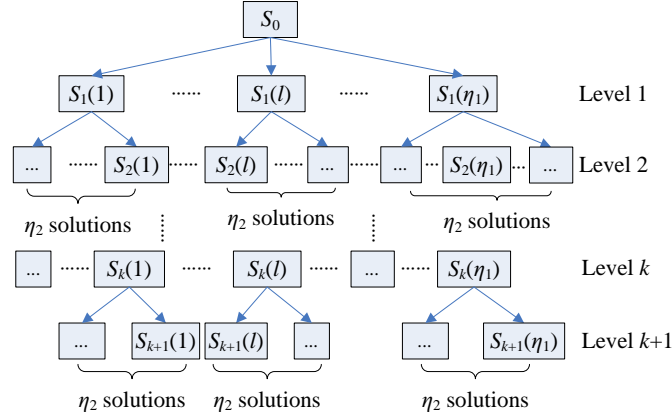 S₀
S₁(1) ...... S₁(l) ...... S₁(η₁) Level 1
... ...... S₂(1) ...... S₂(l) ...... ... ...... ... ...... S₂(η₁) ... ... Level 2
η₂ solutions η₂ solutions η₂ solutions
... ...... Sₖ(1) ...... Sₖ(l) ...... ... ...... Sₖ(η₁) Level k
... Sₖ₊₁(1) Sₖ₊₁(l) ... ... Sₖ₊₁(η₁) Level k+1
η₂ solutions η₂ solutions η₂ solutions